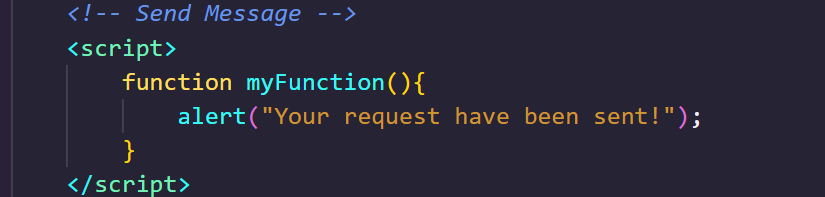 <!-- Send Message -->
<script>
function myFunction(){
alert("Your request have been sent!");
}
</script>